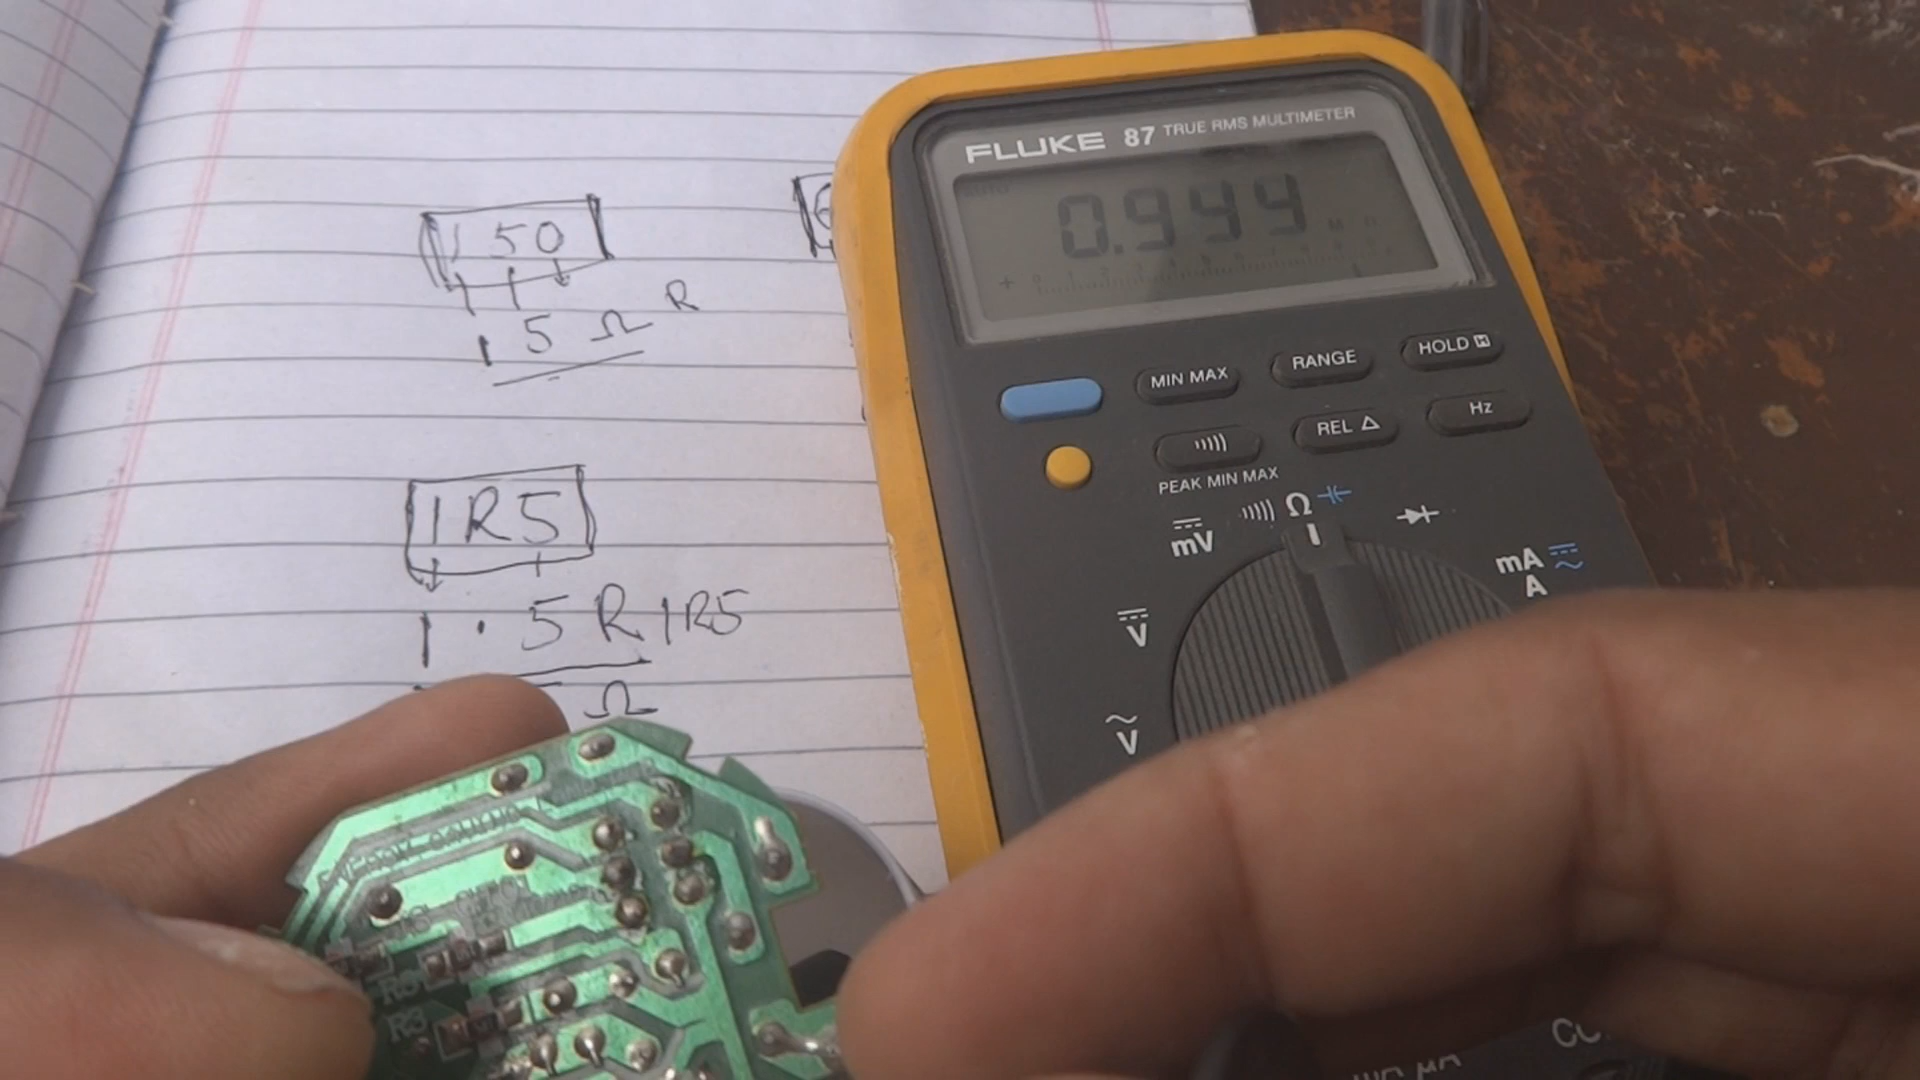 150
15 Ω R
1R5
1.5 R 1R5
Ω
FLUKE 87 TRUE RMS MULTIMETER
0.999
MIN MAX
RANGE
HOLD H
REL Δ
Hz
PEAK MIN MAX
mV
Ω
mA
A
V
V
R3